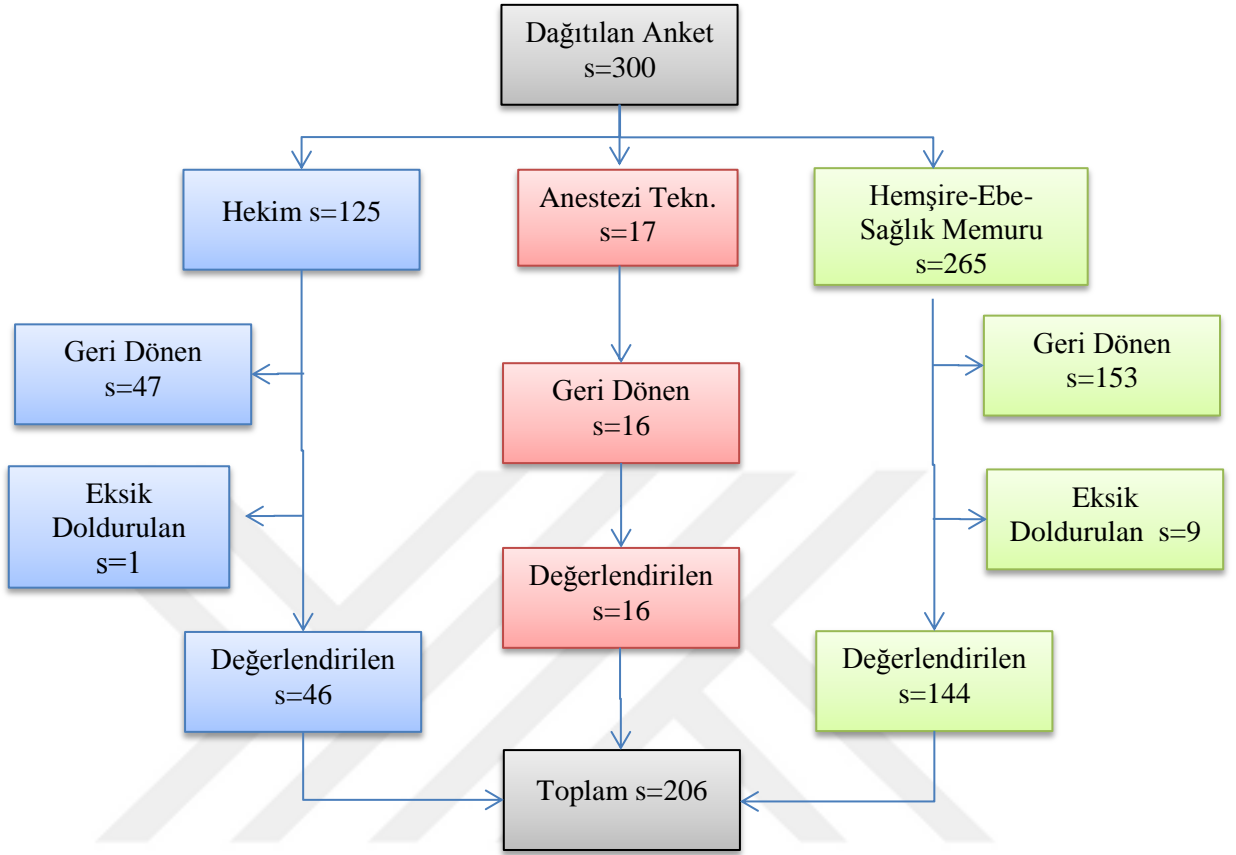 Dağıtılan Anket
s=300
Hekim s=125
Anestezi Tekn.
s=17
Hemşire-Ebe-
Sağlık Memuru
s=265
Geri Dönen
s=47
Geri Dönen
s=16
Geri Dönen
s=153
Eksik
Doldurulan
s=1
Eksik
Doldurulan s=9
Değerlendirilen
s=46
Değerlendirilen
s=16
Değerlendirilen
s=144
Toplam s=206